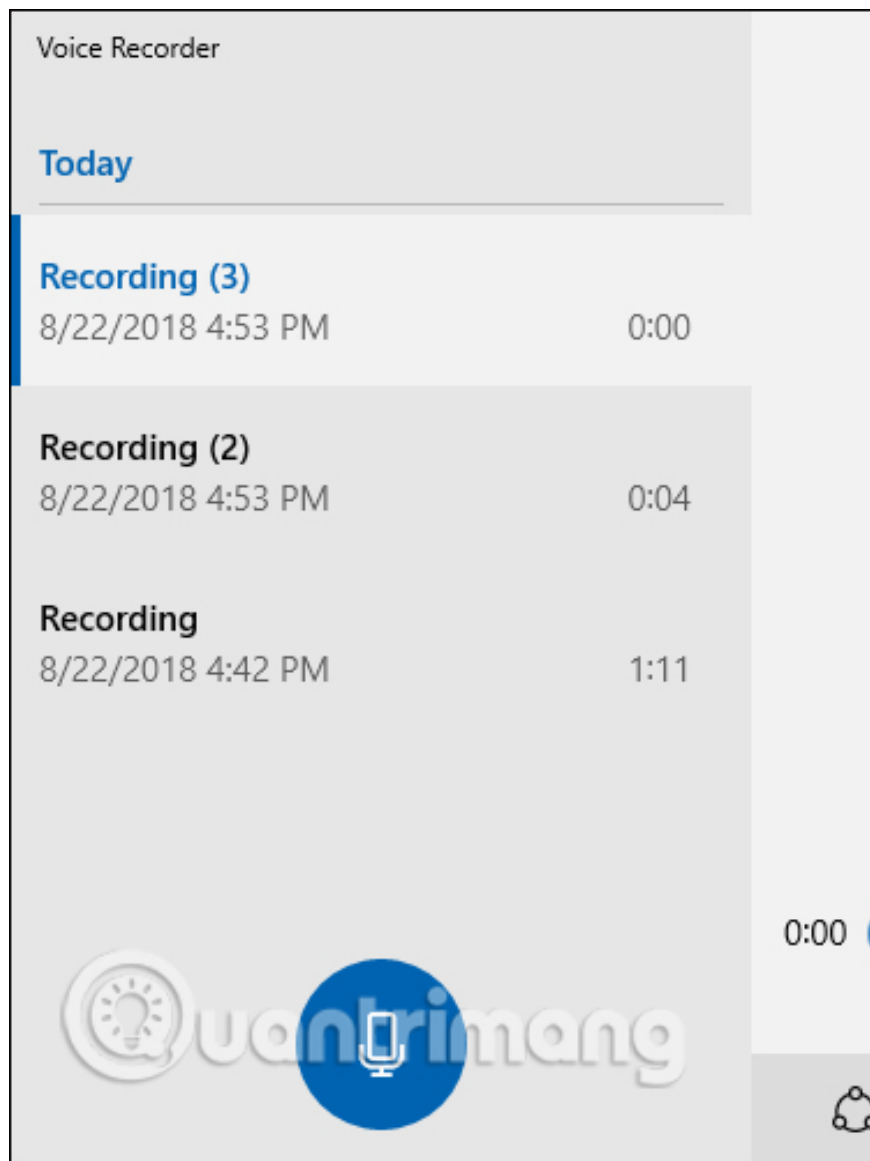 Voice Recorder
Today
Recording (3)
8/22/2018 4:53 PM 0:00
Recording (2)
8/22/2018 4:53 PM 0:04
Recording
8/22/2018 4:42 PM 1:11
0:00
Quantrimang